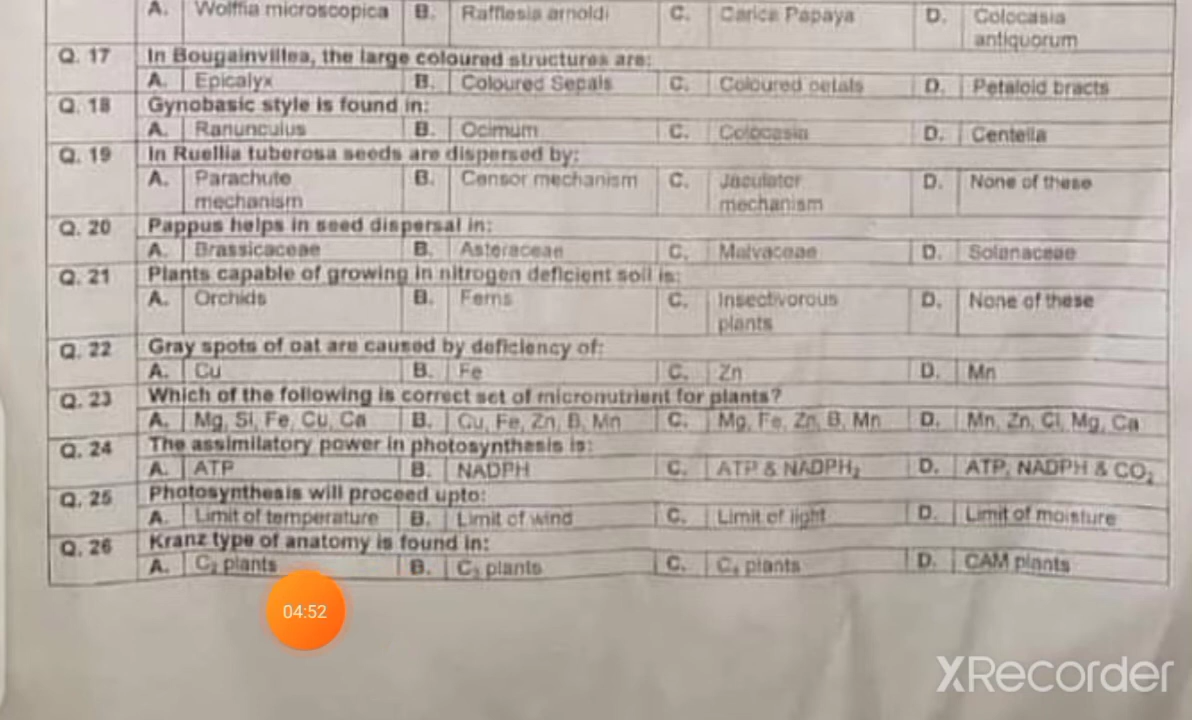 A. Wolffia microscopica B. Rafflesia arnoldi C. Carica Papaya D. Colocasia
antiquorum
Q. 17 In Bougainvillea, the large coloured structures are:
A. Epicalyx B. Coloured Sepals C. Coloured petals D. Petaloid bracts
Q. 18 Gynobasic style is found in:
A. Ranunculus B. Ocimum C. Colocasia D. Centella
Q. 19 In Ruellia tuberosa seeds are dispersed by:
A. Parachute B. Censor mechanism C. Jaculator D. None of these
mechanism mechanism
Q. 20 Pappus helps in seed dispersal in:
A. Brassicaceae B. Asteraceae C. Malvaceae D. Solanaceae
Q. 21 Plants capable of growing in nitrogen deficient soil is:
A. Orchids B. Ferns C. Insectivorous D. None of these
plants
Q. 22 Gray spots of oat are caused by deficiency of:
A. Cu B. Fe C. Zn D. Mn
Q. 23 Which of the following is correct set of micronutrient for plants?
A. Mg, Si, Fe, Cu, Ca B. Cu, Fe, Zn, B, Mn C. Mg, Fe, Zn, B, Mn D. Mn, Zn, Cl, Mg, Ca
Q. 24 The assimilatory power in photosynthesis is:
A. ATP B. NADPH C. ATP & NADPH₂ D. ATP, NADPH & CO₂
Q. 25 Photosynthesis will proceed upto:
A. Limit of temperature B. Limit of wind C. Limit of light D. Limit of moisture
Q. 26 Kranz type of anatomy is found in:
A. C₂ plants B. C₃ plants C. C₄ plants D. CAM plants
04:52
XRecorder